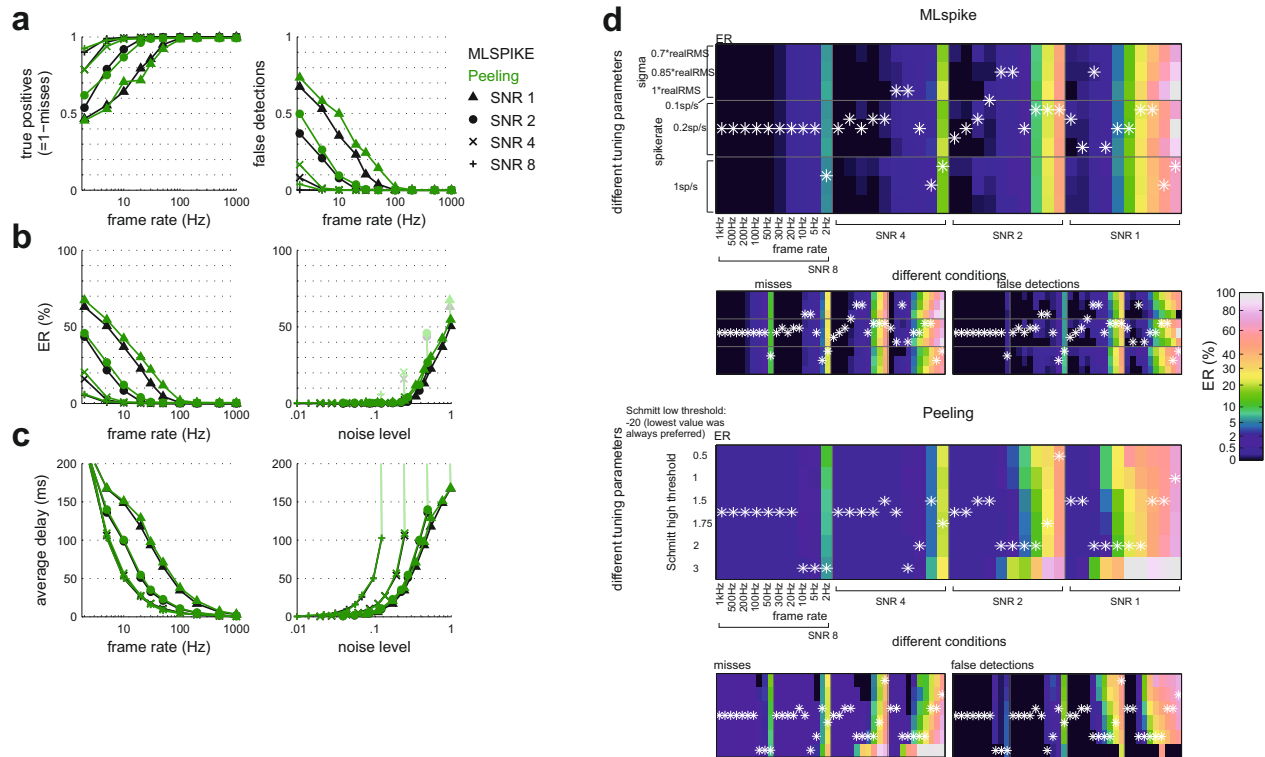 a
true positives
(=1−misses)
1
0.5
0
10
100
1000
frame rate (Hz)
false detections
1
0.5
0
10
100
1000
frame rate (Hz)
MLSPIKE
Peeling
SNR 1
SNR 2
SNR 4
SNR 8
b
ER (%)
100
50
0
10
100
1000
frame rate (Hz)
100
50
0
.01
.1
1
noise level
c
average delay (ms)
200
150
100
50
0
10
100
1000
frame rate (Hz)
200
150
100
50
0
.01
0.1
1
noise level
d
MLspike
ER
different tuning parameters
sigma
0.7*realRMS
0.85*realRMS
1*realRMS
spikerate
0.1sp/s
0.2sp/s
1sp/s
1kHz
500Hz
200Hz
100Hz
50Hz
30Hz
20Hz
10Hz
5Hz
2Hz
frame rate
SNR 8
SNR 4
SNR 2
SNR 1
different conditions
misses
false detections
ER (%)
100
80
60
50
40
30
20
15
10
5
2
0.5
0
Schmitt low threshold:
-20 (lowest value was
always preferred)
Peeling
ER
different tuning parameters
Schmitt high threshold
0.5
1
1.5
1.75
2
3
1kHz
500Hz
200Hz
100Hz
50Hz
30Hz
20Hz
10Hz
5Hz
2Hz
frame rate
SNR 8
SNR 4
SNR 2
SNR 1
different conditions
misses
false detections